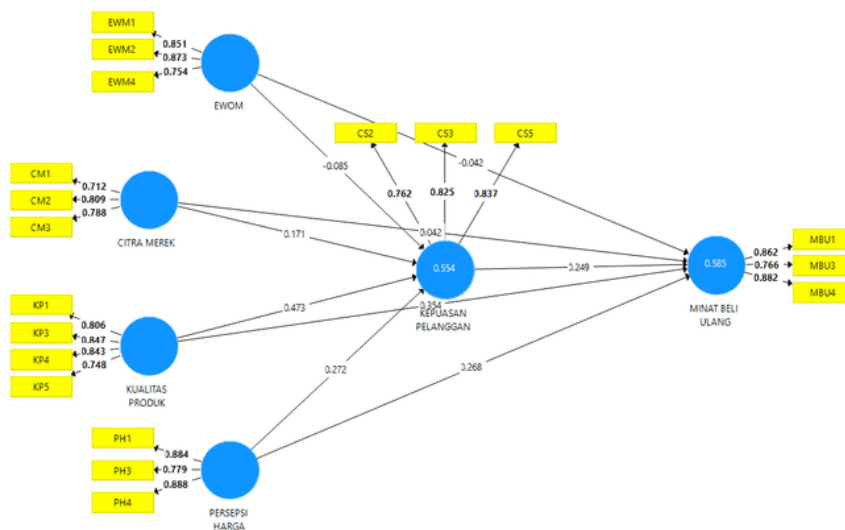 EWM1
0.851
EWM2
0.873
0.754
EWM4
EWOM
CS2
CS3
CS5
-0.085
-0.042
0.762
0.825
0.837
CM1
0.712
CM2
0.809
0.788
CM3
CITRA MEREK
0.171
0.042
0.554
0.249
KEPUASAN
PELANGGAN
0.585
MINAT BELI
ULANG
0.862
MBU1
0.766
MBU3
0.882
MBU4
KP1
0.806
KP3
0.847
KP4
0.843
0.748
KP5
KUALITAS
PRODUK
0.473
0.354
0.272
0.268
PH1
0.884
PH3
0.779
0.888
PH4
PERSEPSI
HARGA